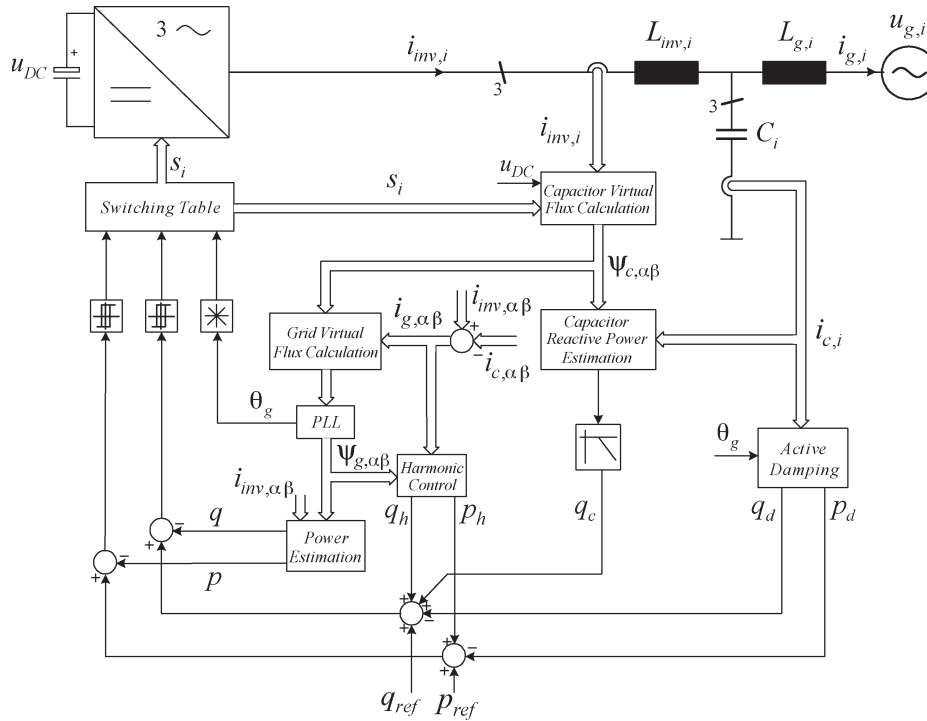 3
u_DC
+
i_inv,i
3
L_inv,i
L_g,i
i_g,i
u_g,i
3
C_i
i_inv,i
s_i
s_i
u_DC
Switching Table
Capacitor Virtual
Flux Calculation
ψ_c,αβ
i_g,αβ
i_inv,αβ
+
−
i_c,αβ
Grid Virtual
Flux Calculation
Capacitor
Reactive Power
Estimation
i_c,i
θ_g
PLL
ψ_g,αβ
Harmonic
Control
θ_g
Active
Damping
i_inv,αβ
q_h
p_h
q_c
q_d
p_d
q
−
+
Power
Estimation
p
−
+
+
+
−
+
+
−
+
q_ref
p_ref